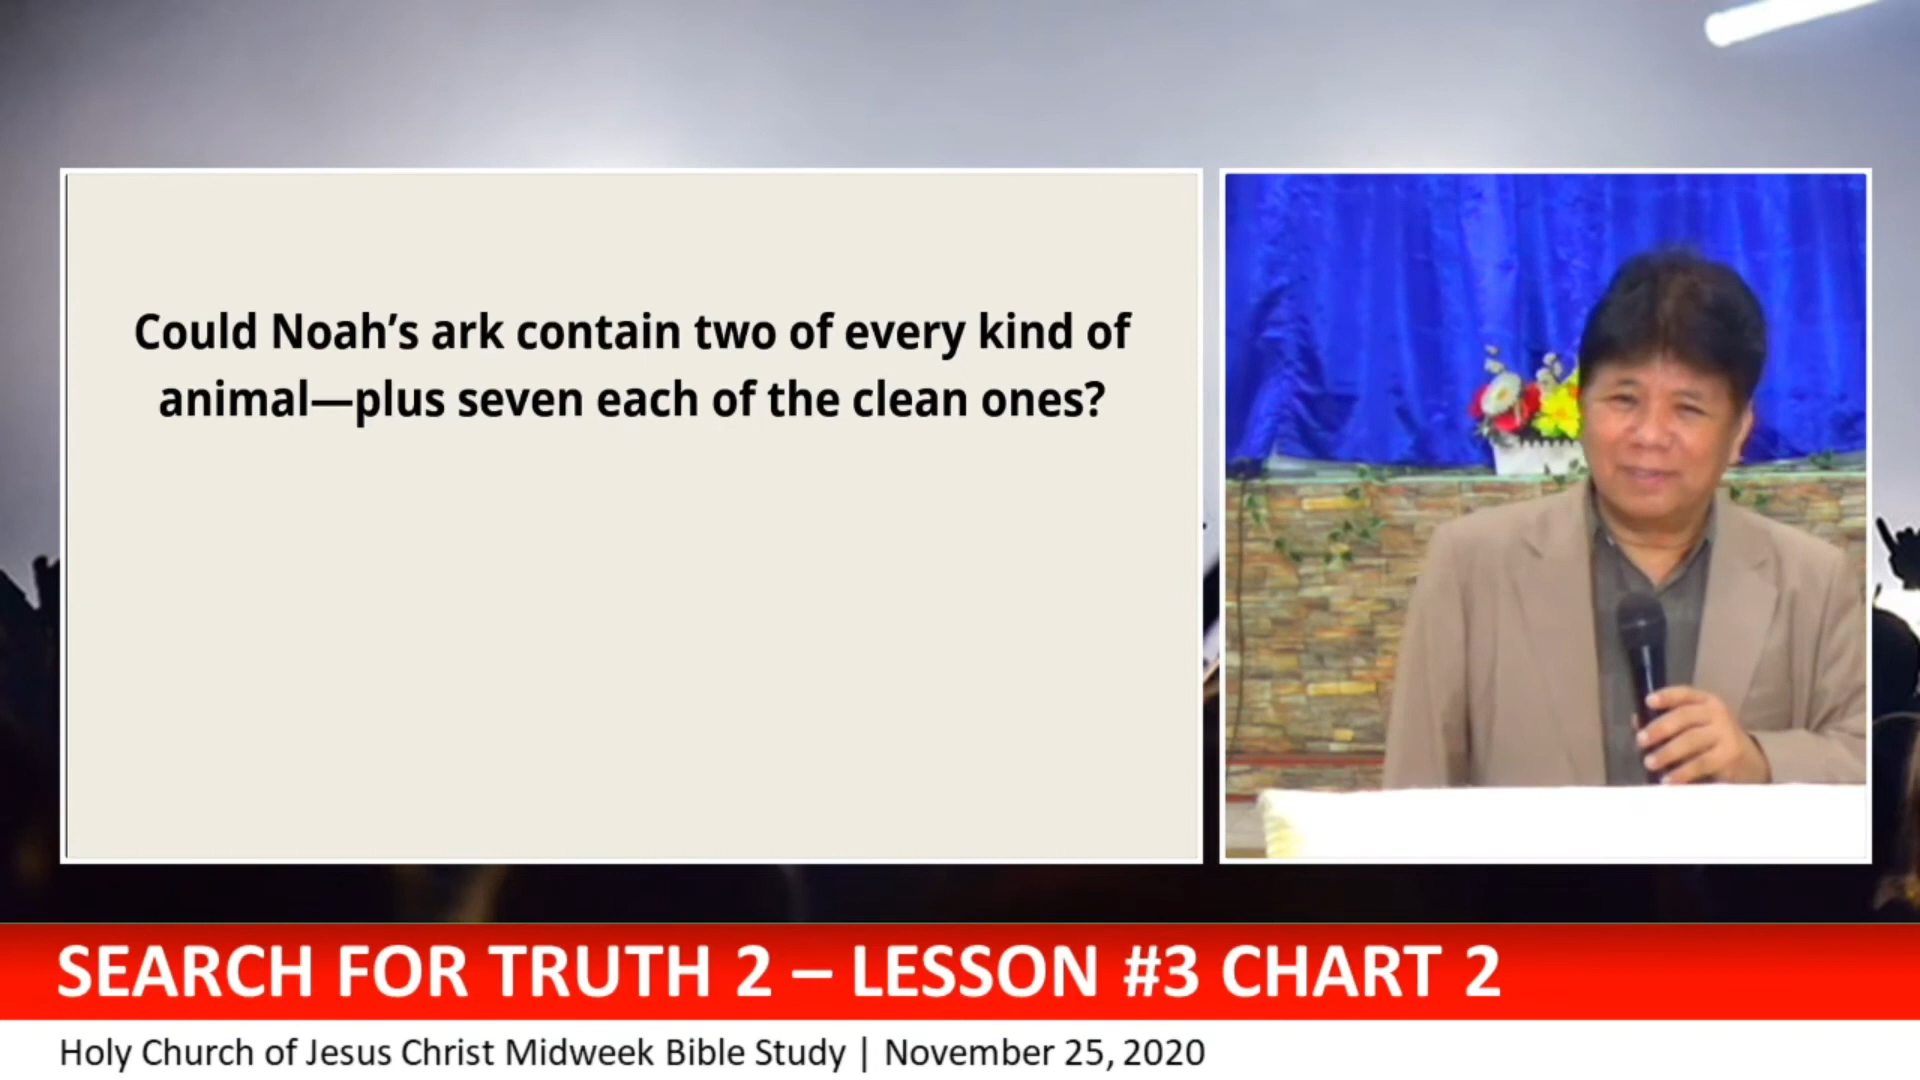 Could Noah’s ark contain two of every kind of
animal—plus seven each of the clean ones?
SEARCH FOR TRUTH 2 – LESSON #3 CHART 2
Holy Church of Jesus Christ Midweek Bible Study | November 25, 2020